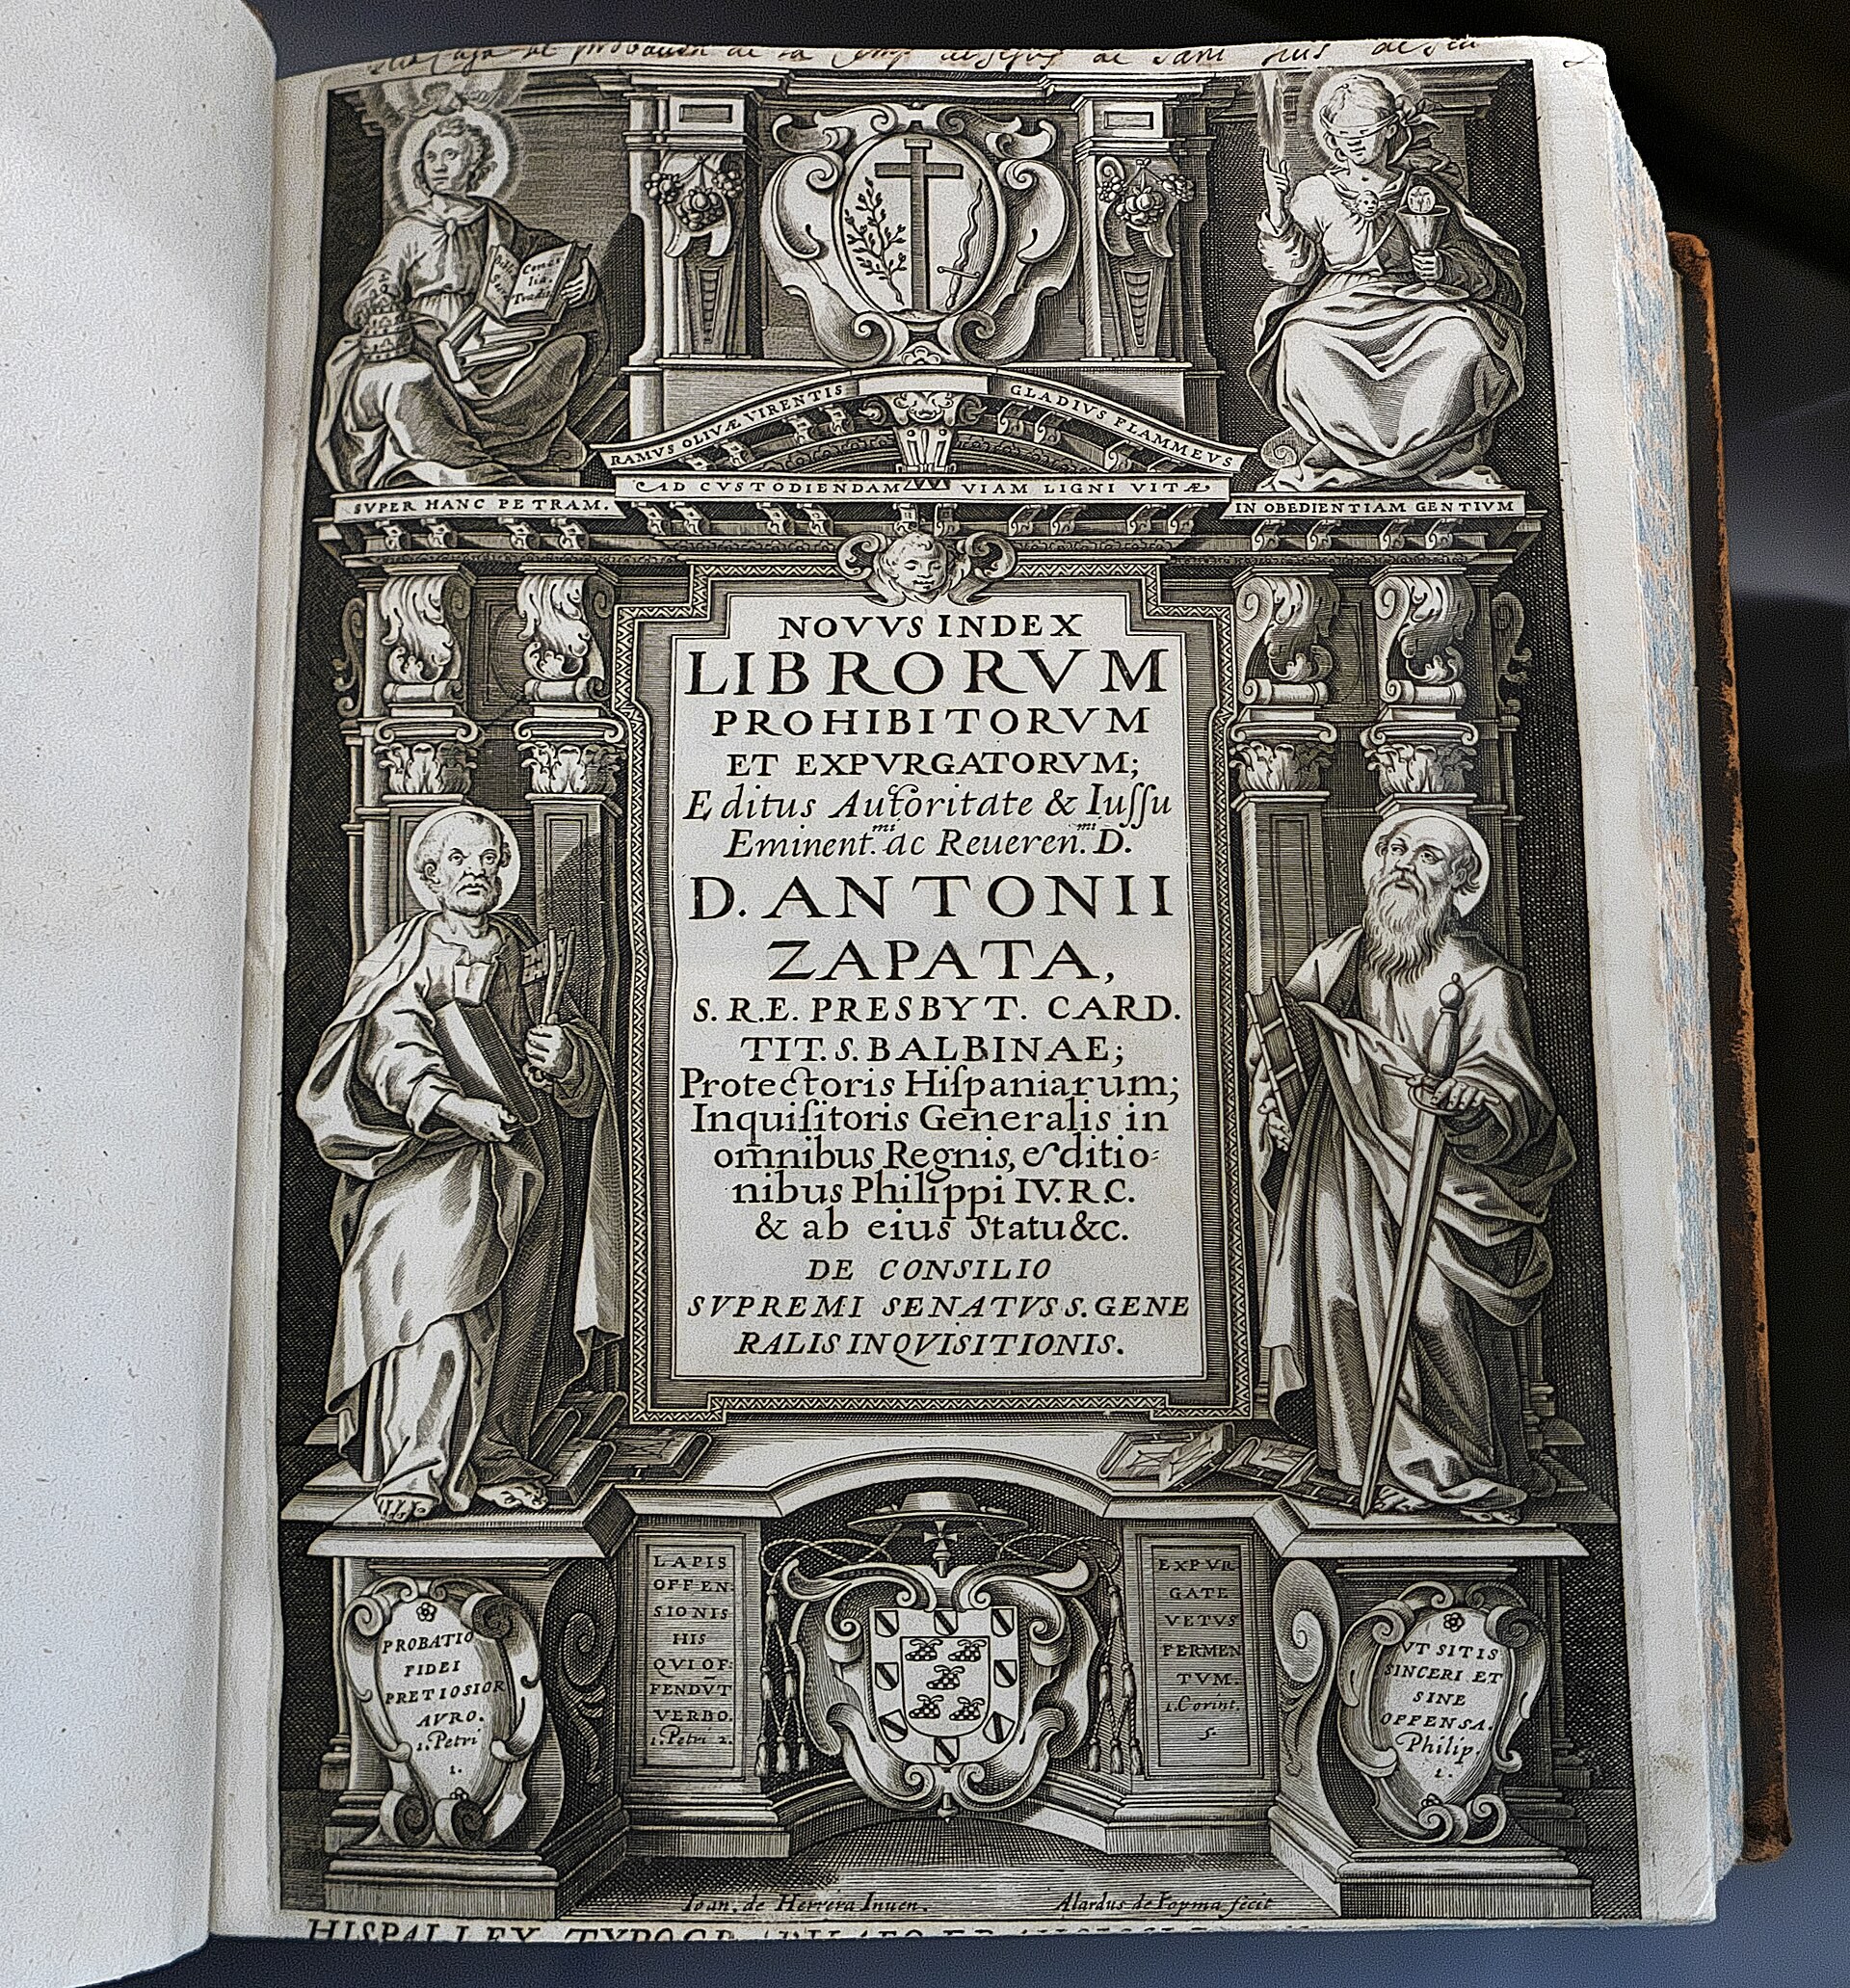 SVPER HANC PETRAM.
RAMVS OLIVÆ VIRENTIS
GLADIVS FLAMMEVS
AD CVSTODIENDAM VIAM LIGNI VITÆ
IN OBEDIENTIAM GENTIVM
NOVVS INDEX
LIBRORVM
PROHIBITORVM
ET EXPVRGATORVM;
Editus Autoritate & Iuſſu
Eminent.mi ac Reueren.mi D.
D. ANTONII
ZAPATA,
S. R.E. PRESBYT. CARD.
TIT. S. BALBINAE;
Protectoris Hiſpaniarum;
Inquiſitoris Generalis in
omnibus Regnis, & ditio⸗
nibus Philippi IV. R C.
& ab eius Statu &c.
DE CONSILIO
SVPREMI SENATVS S. GENE
RALIS INQVISITIONIS.
PROBATIO
FIDEI
PRETIOSIOR
AVRO.
1. Petri
1.
LAPIS
OFFEN⸗
SIONIS
HIS
QVI OF⸗
FENDVT
VERBO.
1. Petri 2.
EXPVR
GATE
VETVS
FERMEN
TVM.
1. Corint.
5.
VT SITIS
SINCERI ET
SINE
OFFENSA.
Philip.
1.
Ioan. de Herrera Inuen.
Alardus de Popma fecit